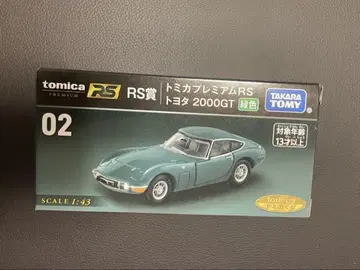 tomica RS RS賞
PREMIUM
トミカプレミアムRS
トヨタ 2000GT 緑色
TAKARA TOMY
02
対象年齢
13才以上
SCALE 1:43